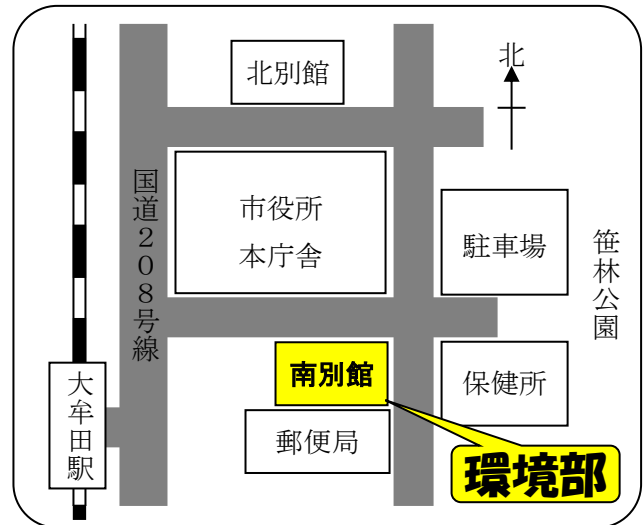 北別館
北
国道２０８号線
市役所
本庁舎
駐車場
笹林公園
南別館
保健所
大牟田駅
郵便局
環境部